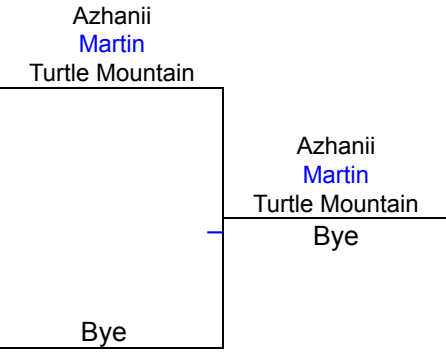 Azhanii
Martin
Turtle Mountain
Azhanii
Martin
Turtle Mountain
Bye
Bye